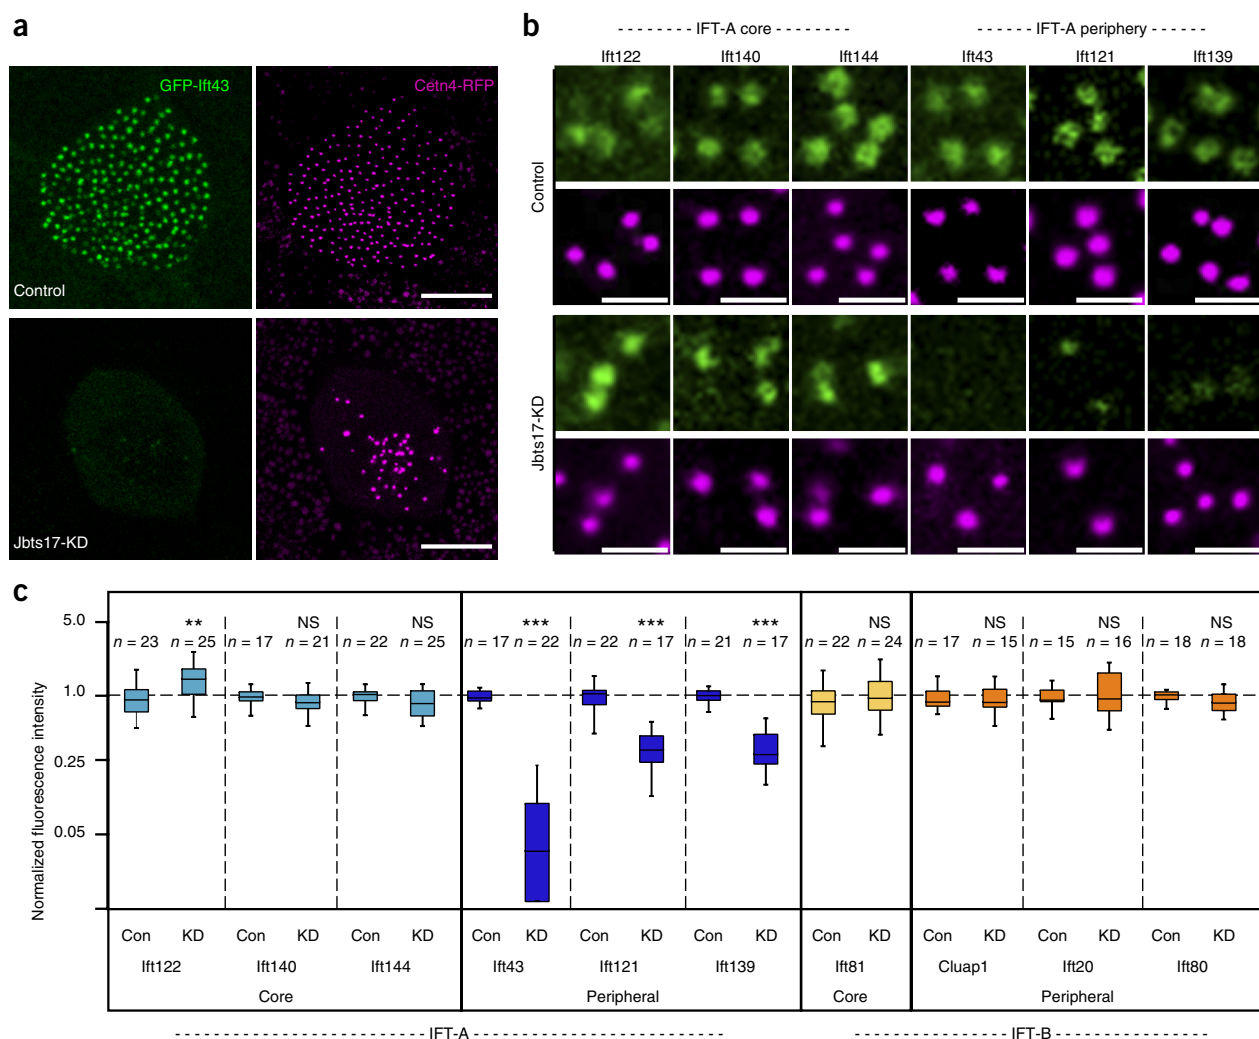 a
GFP-Ift43
Cetn4-RFP
Control
Jbts17-KD
b
IFT-A core
IFT-A periphery
Ift122 Ift140 Ift144 Ift43 Ift121 Ift139
Control
Jbts17-KD
c
Normalized fluorescence intensity
5.0
1.0
0.25
0.05
** NS NS *** *** *** NS NS NS NS
n = 23 n = 25 n = 17 n = 21 n = 22 n = 25 n = 17 n = 22 n = 22 n = 17 n = 21 n = 17 n = 22 n = 24 n = 17 n = 15 n = 15 n = 16 n = 18 n = 18
Con KD Con KD Con KD Con KD Con KD Con KD Con KD Con KD Con KD Con KD
Ift122 Ift140 Ift144 Ift43 Ift121 Ift139 Ift81 Cluap1 Ift20 Ift80
Core Peripheral Core Peripheral
IFT-A IFT-B